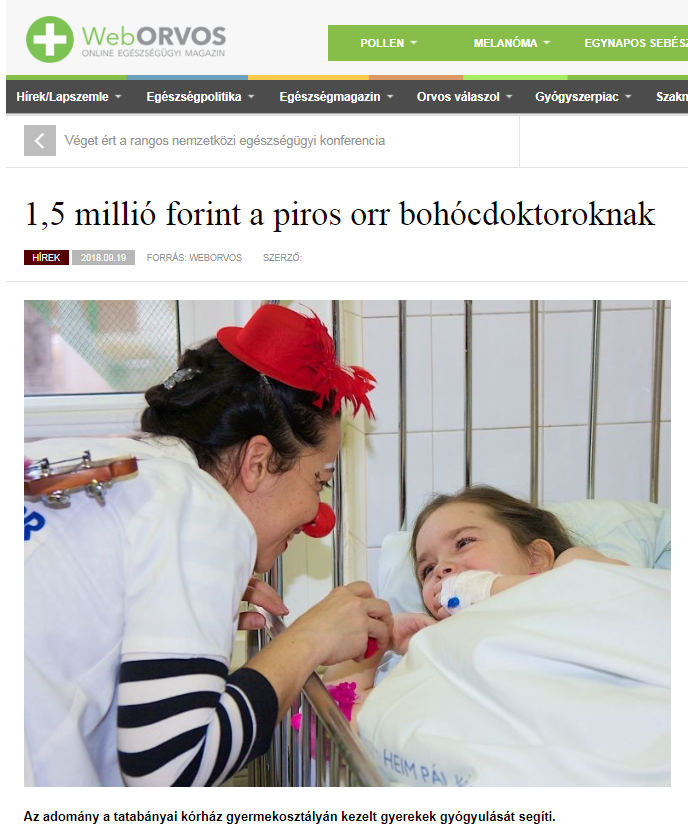 WebORVOS
ONLINE EGÉSZSÉGÜGYI MAGAZIN
POLLEN MELANÓMA EGYNAPOS SEBÉSZ
Hírek/Lapszemle Egészségpolitika Egészségmagazin Orvos válaszol Gyógyszerpiac Szakm
Véget ért a rangos nemzetközi egészségügyi konferencia
1,5 millió forint a piros orr bohócdoktoroknak
HÍREK 2018.09.19 FORRÁS: WEBORVOS SZERZŐ:
HEIM PÁL K
Az adomány a tatabányai kórház gyermekosztályán kezelt gyerekek gyógyulását segíti.